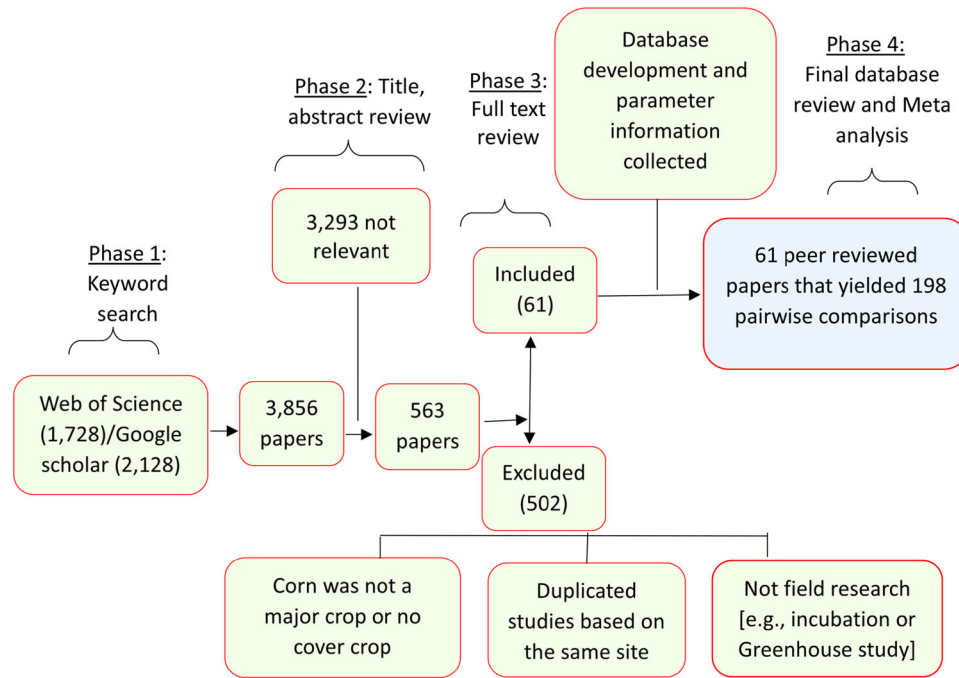 Phase 1:
Keyword
search
Web of Science
(1,728)/Google
scholar (2,128)
3,856
papers
Phase 2: Title,
abstract review
3,293 not
relevant
563
papers
Phase 3:
Full text
review
Included
(61)
Excluded
(502)
Corn was not a
major crop or no
cover crop
Duplicated
studies based on
the same site
Not field research
[e.g., incubation or
Greenhouse study]
Database
development and
parameter
information
collected
Phase 4:
Final database
review and Meta
analysis
61 peer reviewed
papers that yielded 198
pairwise comparisons